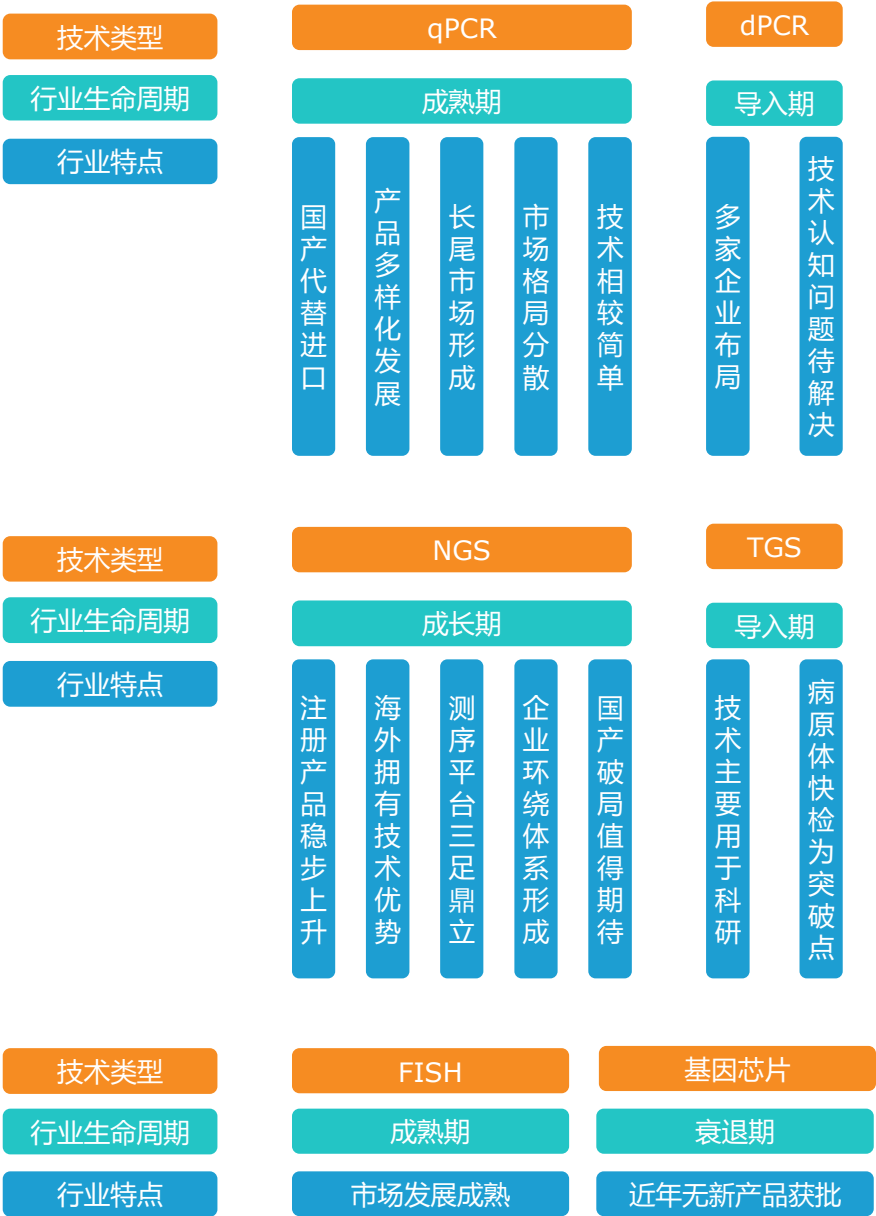 技术类型
qPCR
dPCR
行业生命周期
成熟期
导入期
行业特点
国产代替进口
产品多样化发展
长尾市场形成
市场格局分散
技术相较简单
多家企业布局
技术认知问题待解决
技术类型
NGS
TGS
行业生命周期
成长期
导入期
行业特点
注册产品稳步上升
海外拥有技术优势
测序平台三足鼎立
企业环绕体系形成
国产破局值得期待
技术主要用于科研
病原体快检为突破点
技术类型
FISH
基因芯片
行业生命周期
成熟期
衰退期
行业特点
市场发展成熟
近年无新产品获批